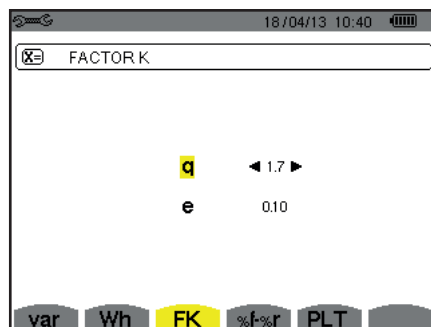 18/04/13 10:40
X= FACTOR K
q ◄ 1.7 ►
e 0.10
var Wh FK %f-%r PLT